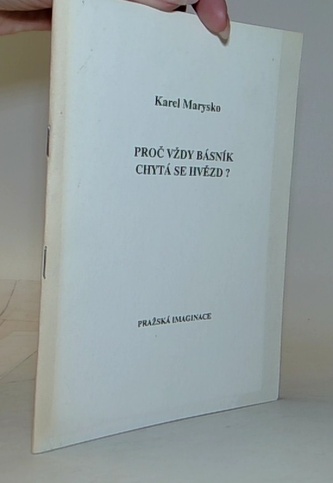 Karel Marysko
PROČ VŽDY BÁSNÍK
CHYTÁ SE HVĚZD ?
PRAŽSKÁ IMAGINACE